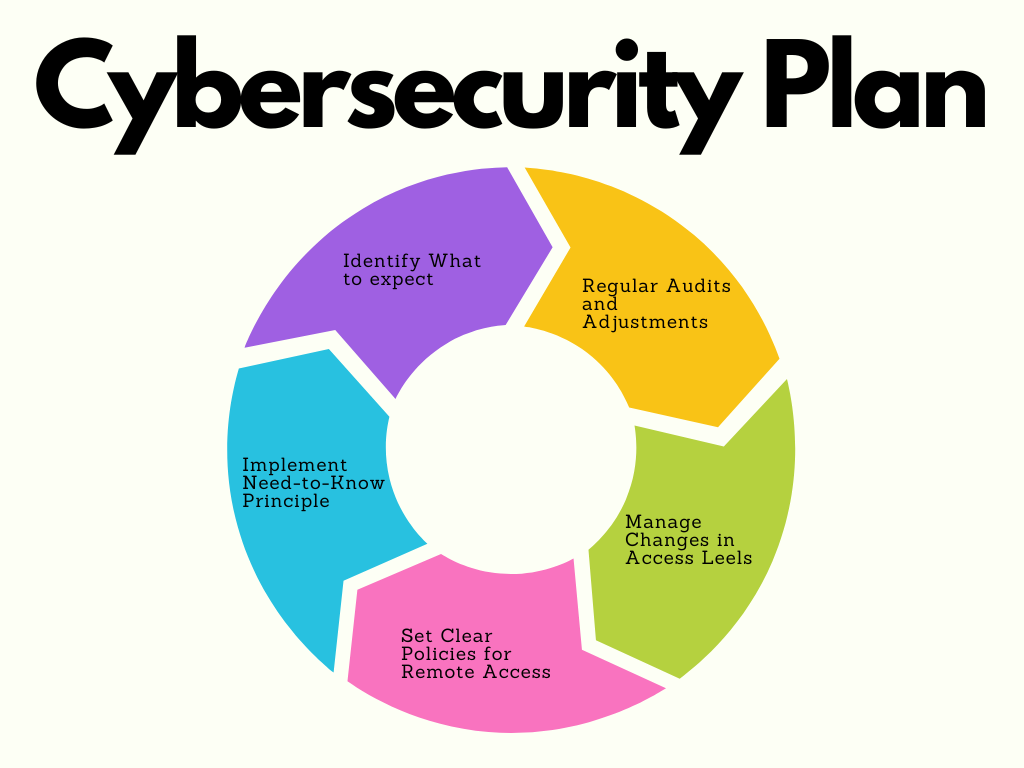 Cybersecurity Plan
Identify What
to expect
Regular Audits
and
Adjustments
Implement
Need-to-Know
Principle
Manage
Changes in
Access Leels
Set Clear
Policies for
Remote Access